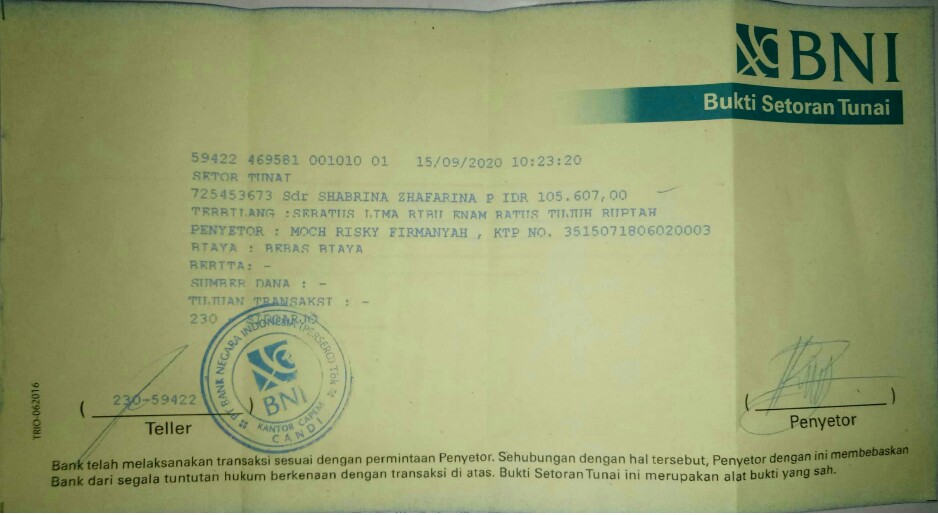 BNI
Bukti Setoran Tunai
59422 469581 001010 01 15/09/2020 10:23:20
SETOR TUNAI
725453673 Sdr SHABRINA ZHAFARINA P IDR 105.607,00
TERBILANG :SERATUS LIMA RIBU ENAM RATUS TUJUH RUPIAH
PENYETOR : MOCH RISKY FIRMANYAH , KTP NO. 3515071806020003
BIAYA : BEBAS BIAYA
BERITA: -
SUMBER DANA : -
TUJUAN TRANSAKSI : -
230 - SIDOARJO
PT BANK NEGARA INDONESIA (PERSERO) Tbk
BNI
KANTOR CAPEM
CANDI
TRIO-062016
( 230-59422 )
Teller
( )
Penyetor
Bank telah melaksanakan transaksi sesuai dengan permintaan Penyetor. Sehubungan dengan hal tersebut, Penyetor dengan ini membebaskan
Bank dari segala tuntutan hukum berkenaan dengan transaksi di atas. Bukti Setoran Tunai ini merupakan alat bukti yang sah.